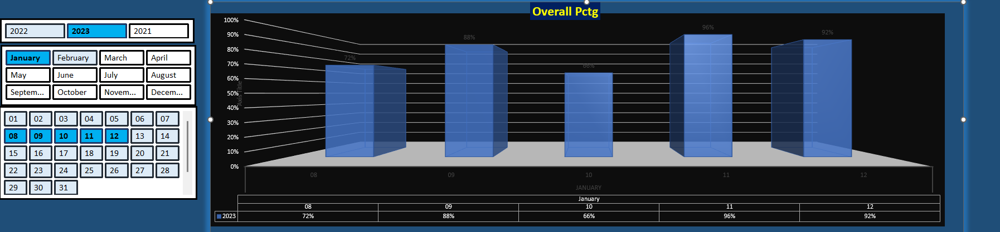 Overall Pctg
2022 2023 2021
January February March April
May June July August
Septem... October Novem... Decem...
01 02 03 04 05 06 07
08 09 10 11 12 13 14
15 16 17 18 19 20 21
22 23 24 25 26 27 28
29 30 31
100%
90%
80%
70%
60%
50%
40%
30%
20%
10%
0%
Axis Title
72%
88%
66%
96%
92%
08 09 10 11 12
JANUARY
January
08 09 10 11 12
2023 72% 88% 66% 96% 92%